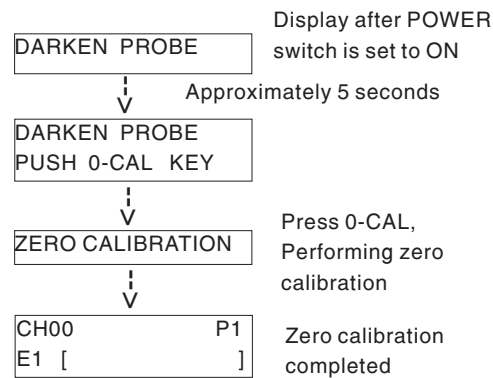 Display after POWER
switch is set to ON
DARKEN PROBE
Approximately 5 seconds
DARKEN PROBE
PUSH 0-CAL KEY
ZERO CALIBRATION
Press 0-CAL,
Performing zero
calibration
CH00 P1
E1 [ ]
Zero calibration
completed